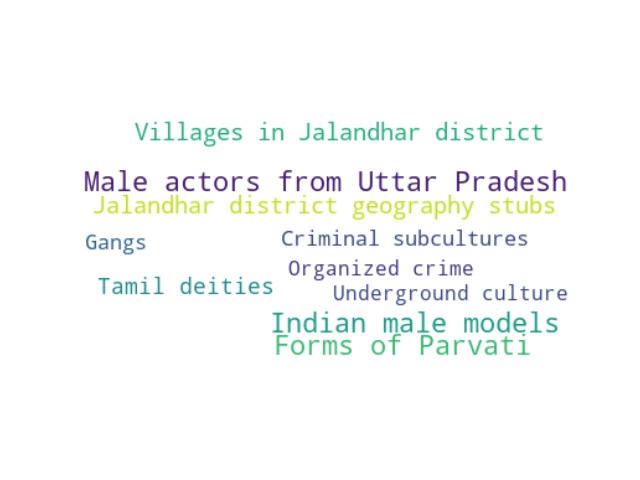 Villages in Jalandhar district
Male actors from Uttar Pradesh
Jalandhar district geography stubs
Gangs
Criminal subcultures
Organized crime
Tamil deities
Underground culture
Indian male models
Forms of Parvati